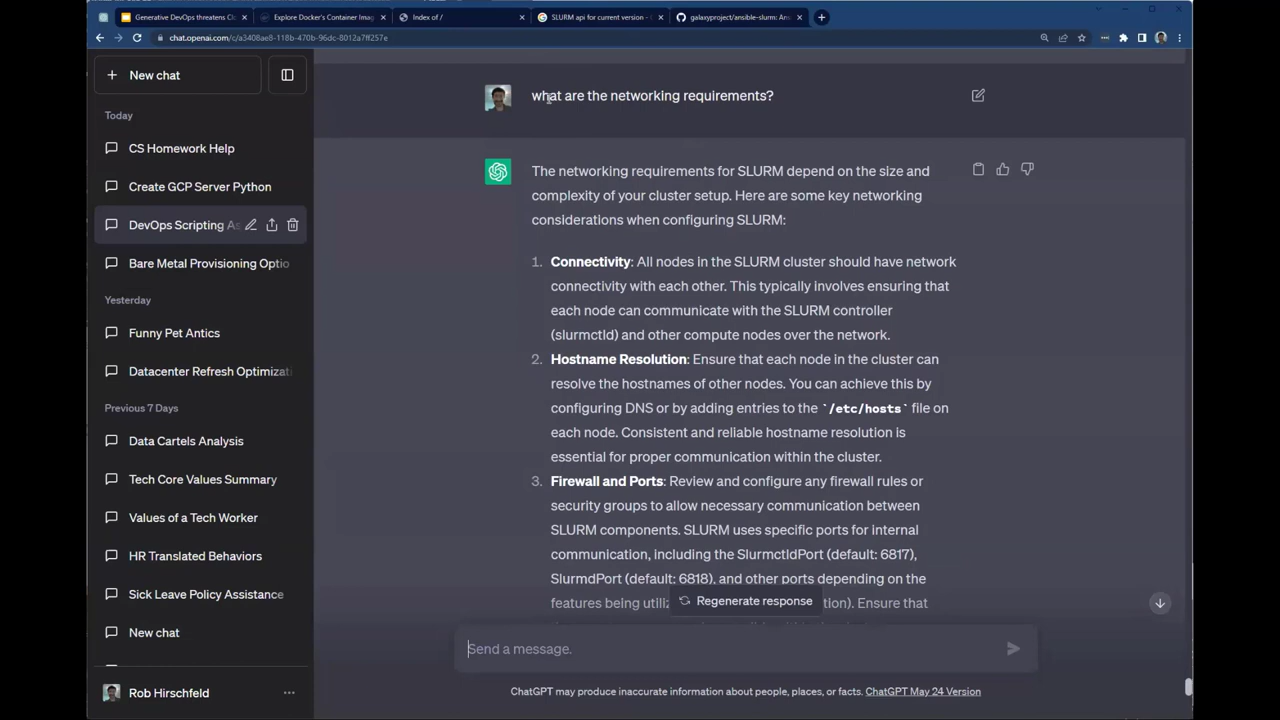 Generative DevOps threatens Cl
Explore Docker's Container Imag
Index of /
SLURM api for current version -
galaxyproject/ansible-slurm: An
chat.openai.com/c/a3408ae8-118b-470b-96dc-8012a7ff257e
New chat
Today
CS Homework Help
Create GCP Server Python
DevOps Scripting As
Bare Metal Provisioning Optio
Yesterday
Funny Pet Antics
Datacenter Refresh Optimizati
Previous 7 Days
Data Cartels Analysis
Tech Core Values Summary
Values of a Tech Worker
HR Translated Behaviors
Sick Leave Policy Assistance
New chat
Rob Hirschfeld
what are the networking requirements?
The networking requirements for SLURM depend on the size and
complexity of your cluster setup. Here are some key networking
considerations when configuring SLURM:
1. Connectivity: All nodes in the SLURM cluster should have network
connectivity with each other. This typically involves ensuring that
each node can communicate with the SLURM controller
(slurmctld) and other compute nodes over the network.
2. Hostname Resolution: Ensure that each node in the cluster can
resolve the hostnames of other nodes. You can achieve this by
configuring DNS or by adding entries to the `/etc/hosts` file on
each node. Consistent and reliable hostname resolution is
essential for proper communication within the cluster.
3. Firewall and Ports: Review and configure any firewall rules or
security groups to allow necessary communication between
SLURM components. SLURM uses specific ports for internal
communication, including the SlurmctldPort (default: 6817),
SlurmdPort (default: 6818), and other ports depending on the
features being utiliz tion). Ensure that
Regenerate response
Send a message.
ChatGPT may produce inaccurate information about people, places, or facts. ChatGPT May 24 Version